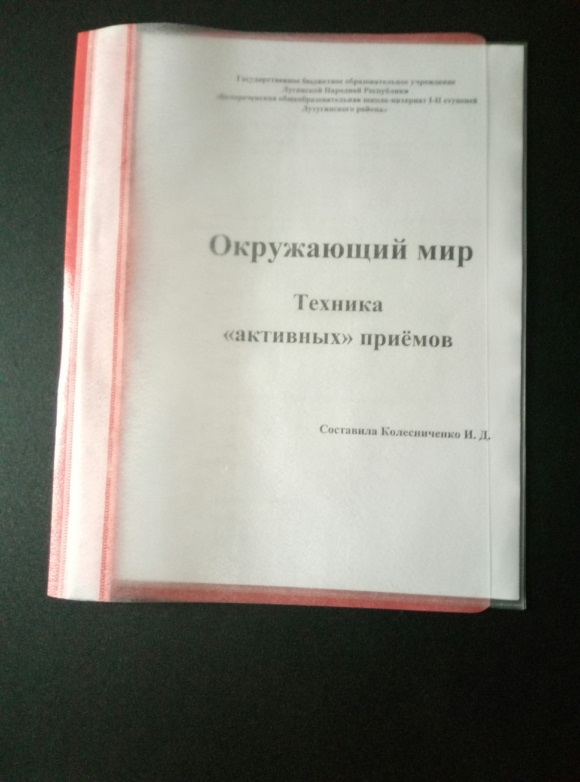 Государственное бюджетное образовательное учреждение
Луганской Народной Республики
«Белореченская общеобразовательная школа-интернат I-II ступеней
Лутугинского района»
Окружающий мир
Техника
«активных» приёмов
Составила Колесниченко И. Д.